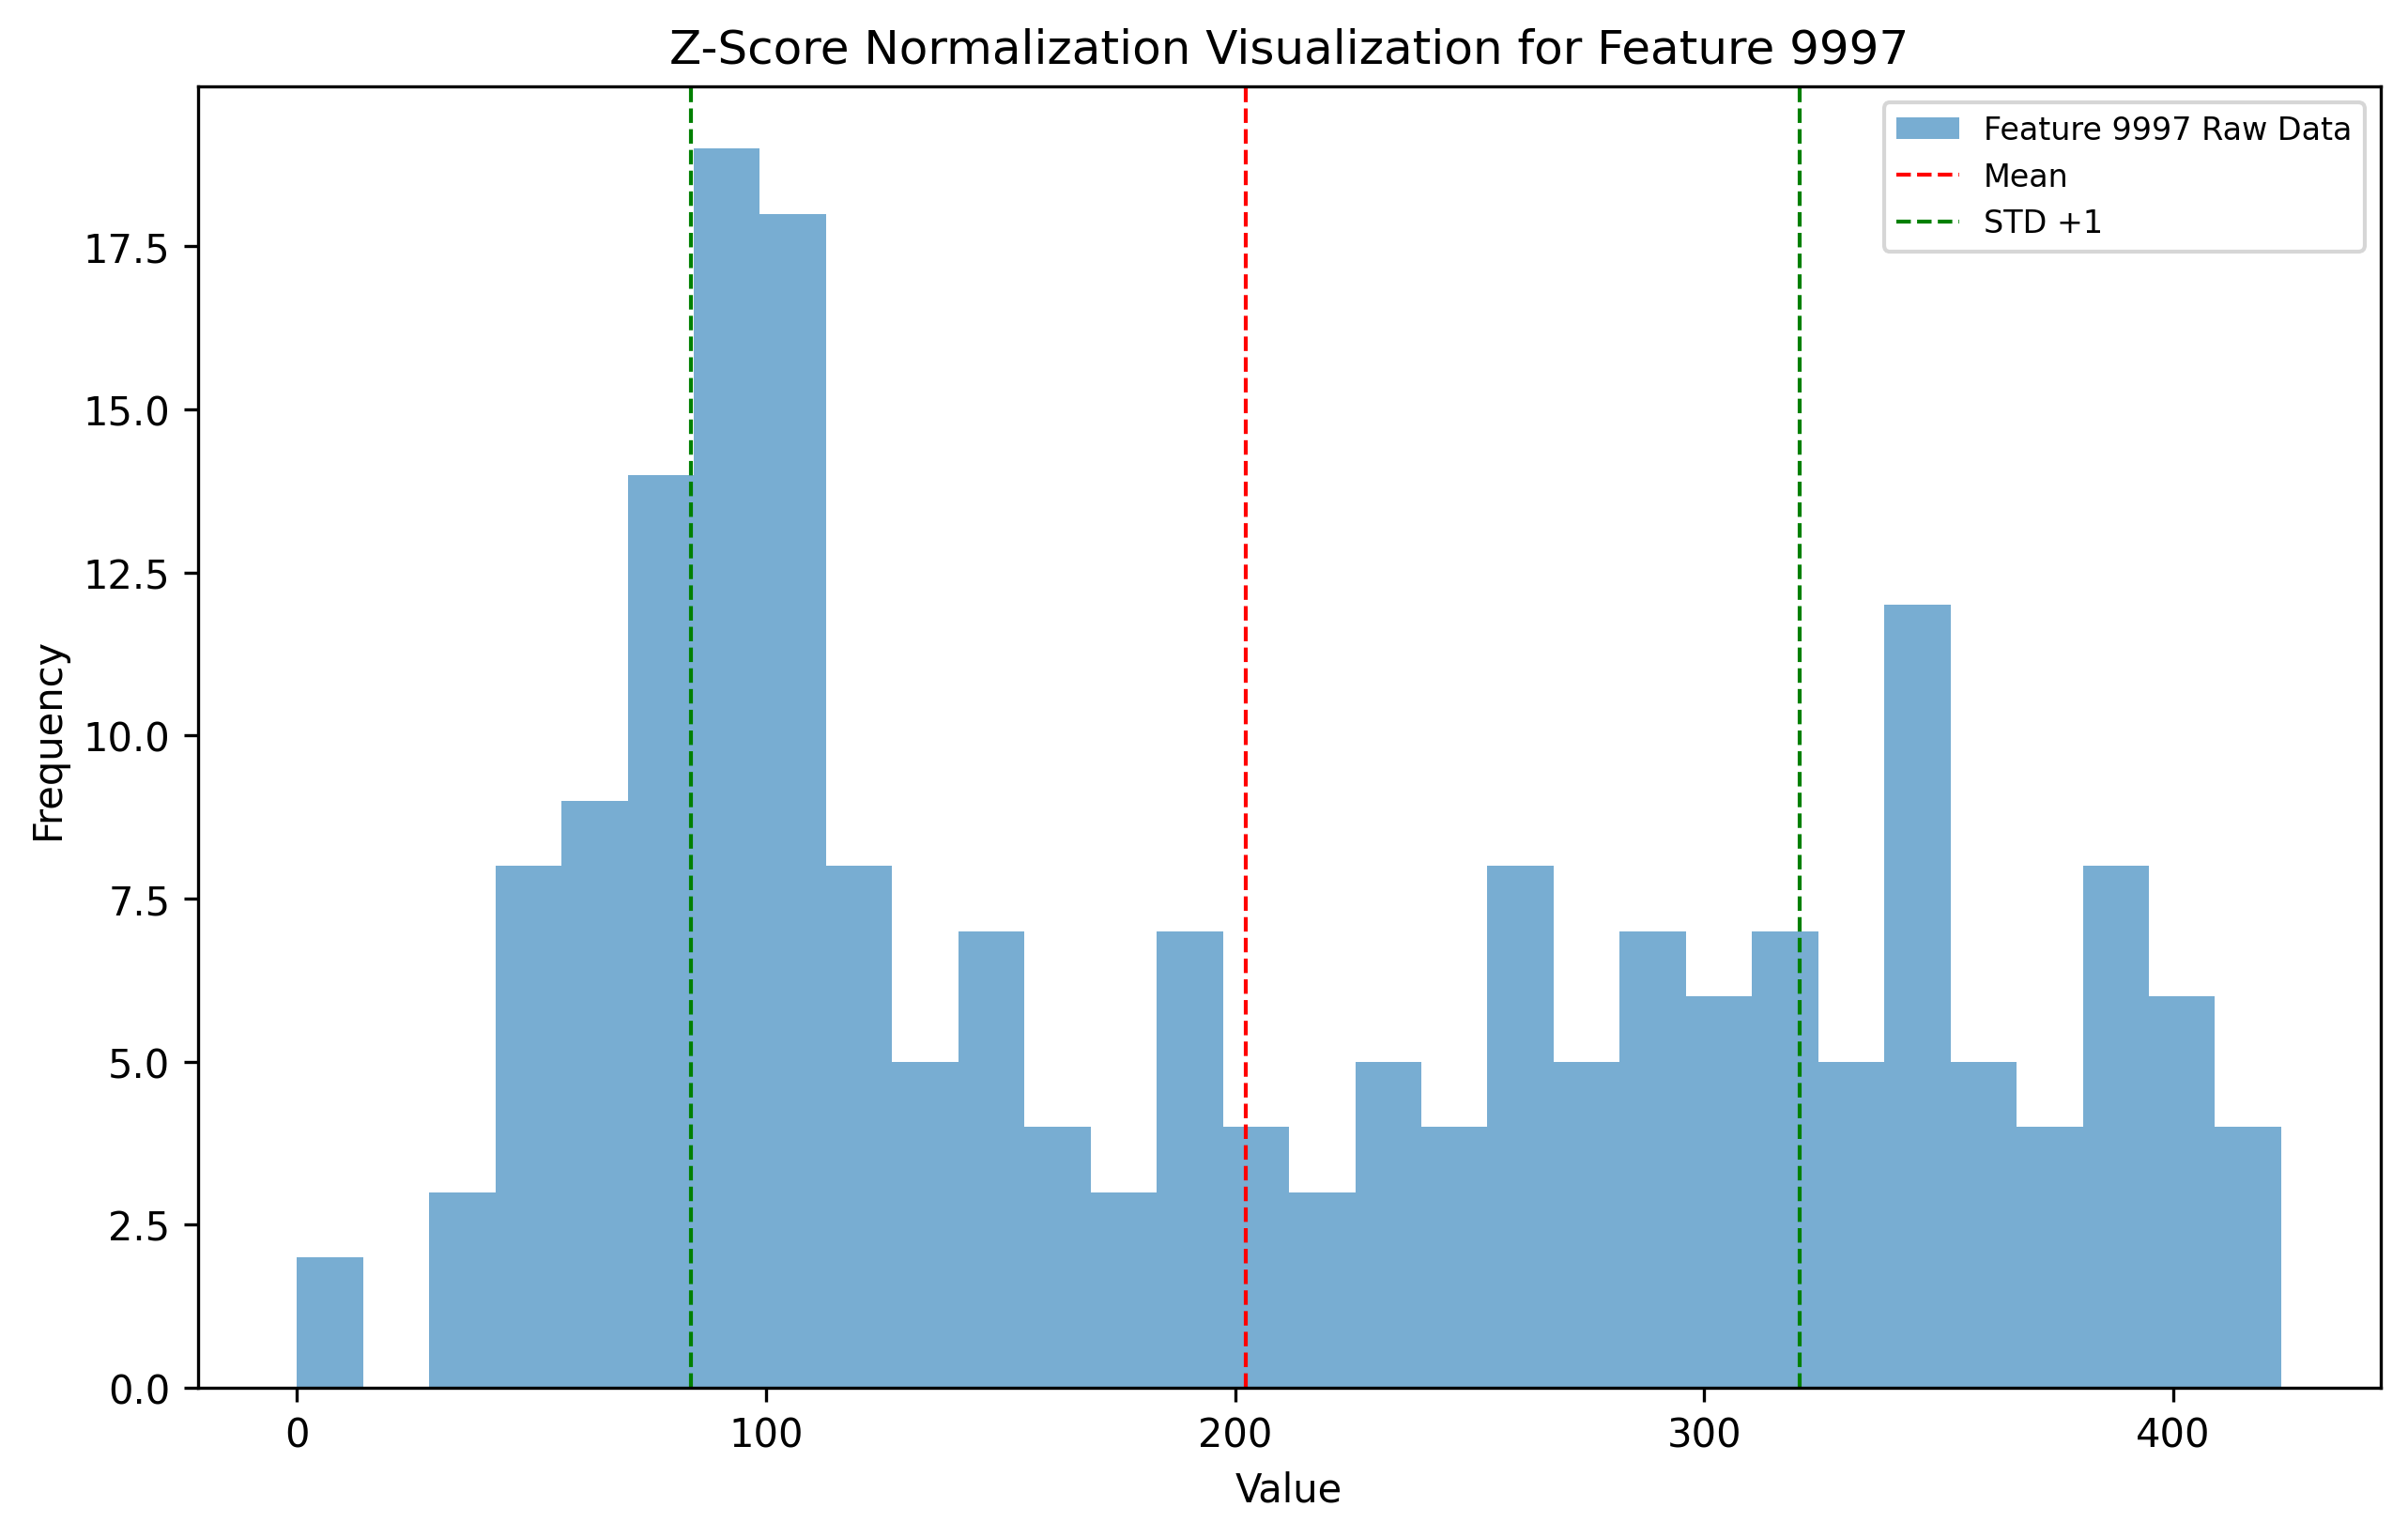 Z-Score Normalization Visualization for Feature 9997
Feature 9997 Raw Data
Mean
STD +1
17.5
15.0
12.5
10.0
7.5
5.0
2.5
0.0
Frequency
0 100 200 300 400
Value